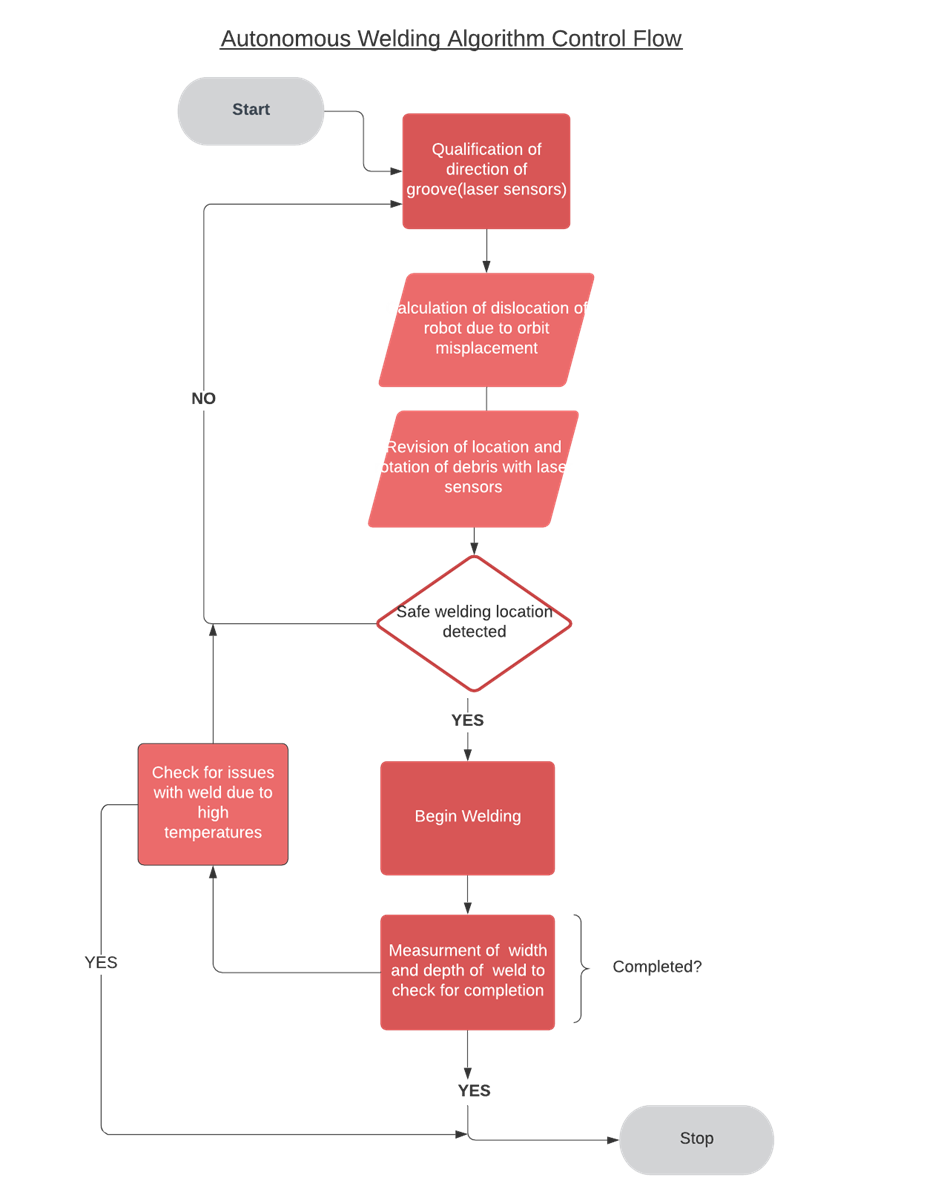 Autonomous Welding Algorithm Control Flow
Start
Qualification of
direction of
groove(laser sensors)
alculation of dislocation of
robot due to orbit
misplacement
NO
Revision of location and
otation of debris with lase
sensors
Safe welding location
detected
YES
Check for issues
with weld due to
high
temperatures
Begin Welding
Measurment of  width
and depth of  weld to
check for completion
Completed?
YES
YES
Stop